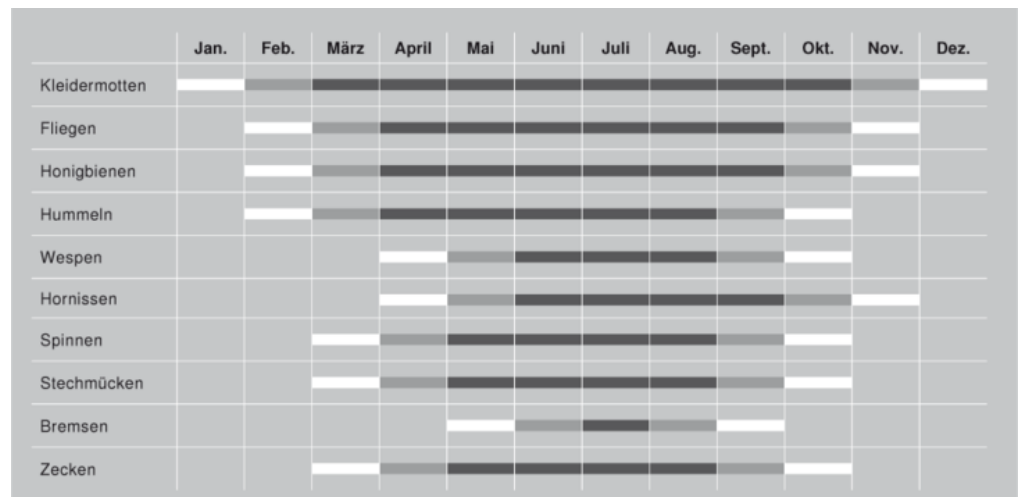 Jan. Feb. März April Mai Juni Juli Aug. Sept. Okt. Nov. Dez.
Kleidermotten
Fliegen
Honigbienen
Hummeln
Wespen
Hornissen
Spinnen
Stechmücken
Bremsen
Zecken